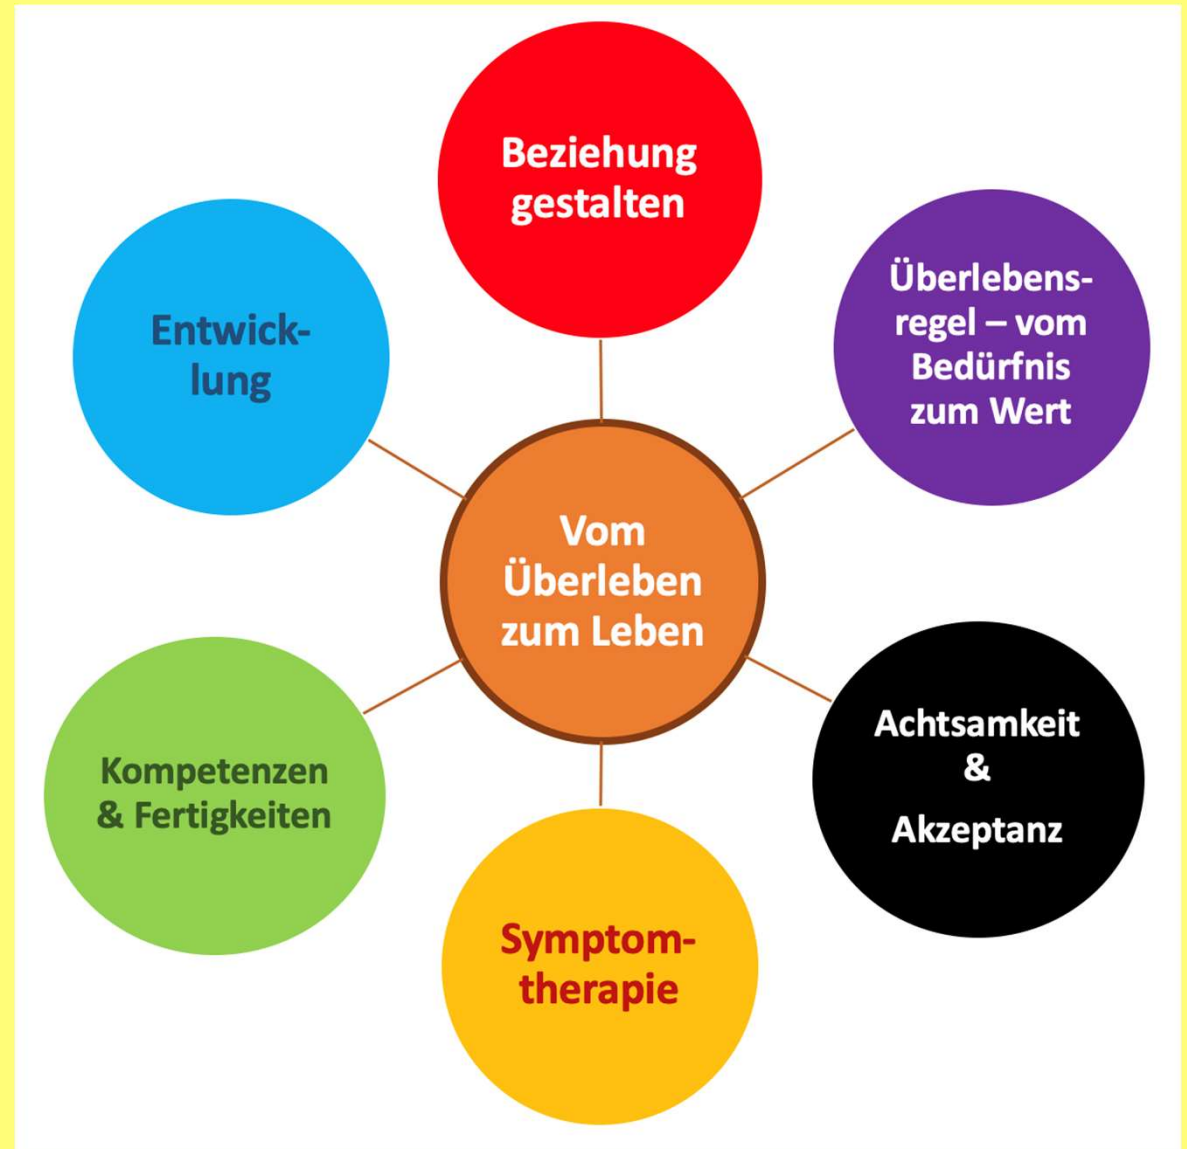 Beziehung
gestalten
Überlebens-
regel – vom
Bedürfnis
zum Wert
Entwick-
lung
Vom
Überleben
zum Leben
Achtsamkeit
&
Akzeptanz
Kompetenzen
& Fertigkeiten
Symptom-
therapie